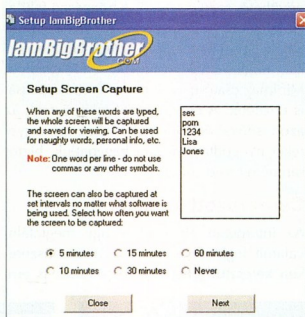 Setup IamBigBrother
IamBigBrother
.COM
Setup Screen Capture
When any of these words are typed,
the whole screen will be captured
and saved for viewing. Can be used
for naughty words, personal info, etc.
Note: One word per line - do not use
commas or any other symbols.
sex
porn
1234
Lisa
Jones
The screen can also be captured at
set intervals no matter what software is
being used. Select how often you want
the screen to be captured:
5 minutes 15 minutes 60 minutes
10 minutes 30 minutes Never
Close Next